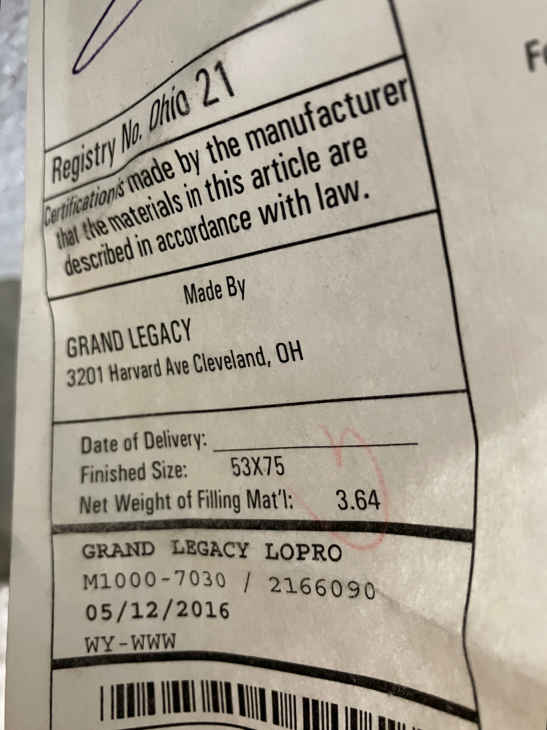 Registry No. Ohio 21
Certification is made by the manufacturer
that the materials in this article are
described in accordance with law.
Made By
GRAND LEGACY
3201 Harvard Ave Cleveland, OH
Date of Delivery:
Finished Size: 53X75
Net Weight of Filling Mat'l: 3.64
GRAND LEGACY LOPRO
M1000-7030 / 2166090
05/12/2016
WY-WWW